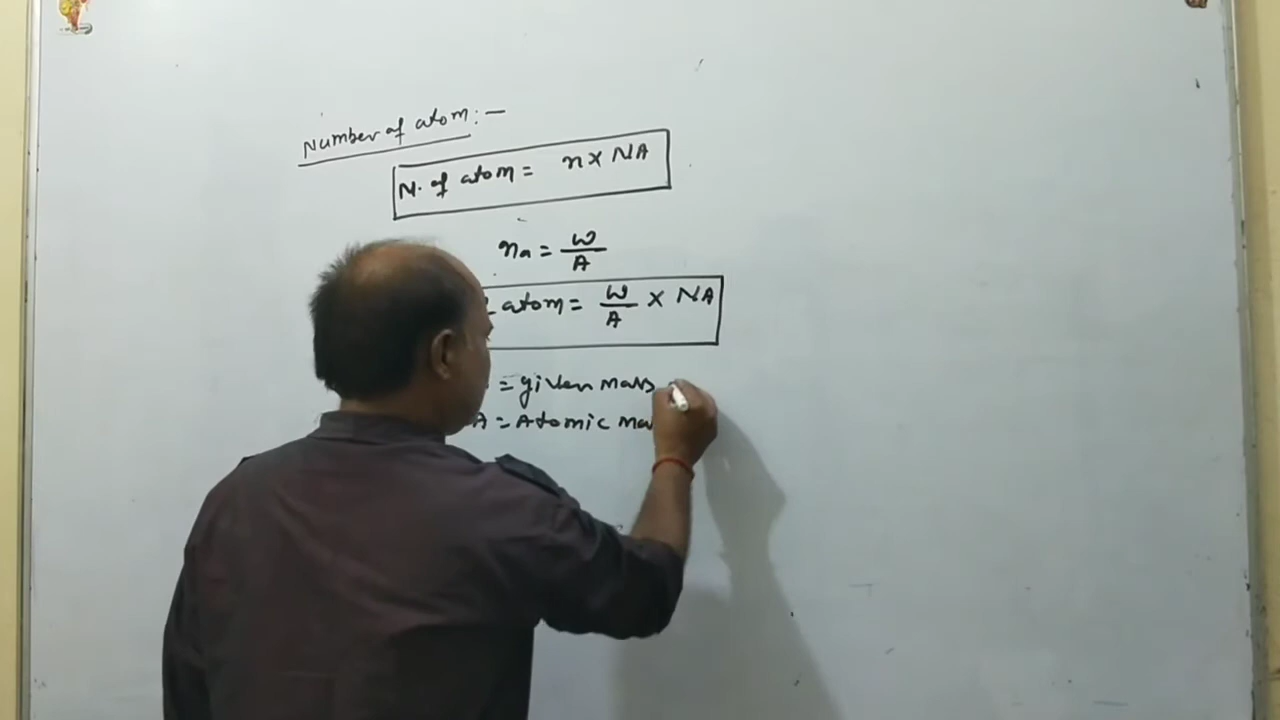 Number of atom:-
N. of atom = n × NA
na = w/A
atom = w/A × NA
= given mass
A = Atomic ma